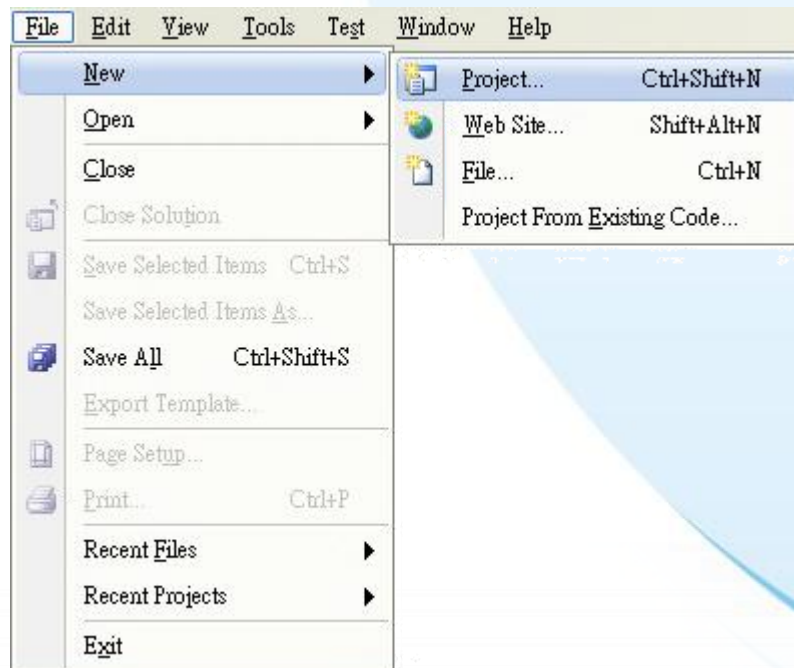 File Edit View Tools Test Window Help
New
Project... Ctrl+Shift+N
Web Site... Shift+Alt+N
File... Ctrl+N
Project From Existing Code...
Open
Close
Close Solution
Save Selected Items Ctrl+S
Save Selected Items As...
Save All Ctrl+Shift+S
Export Template...
Page Setup...
Print... Ctrl+P
Recent Files
Recent Projects
Exit